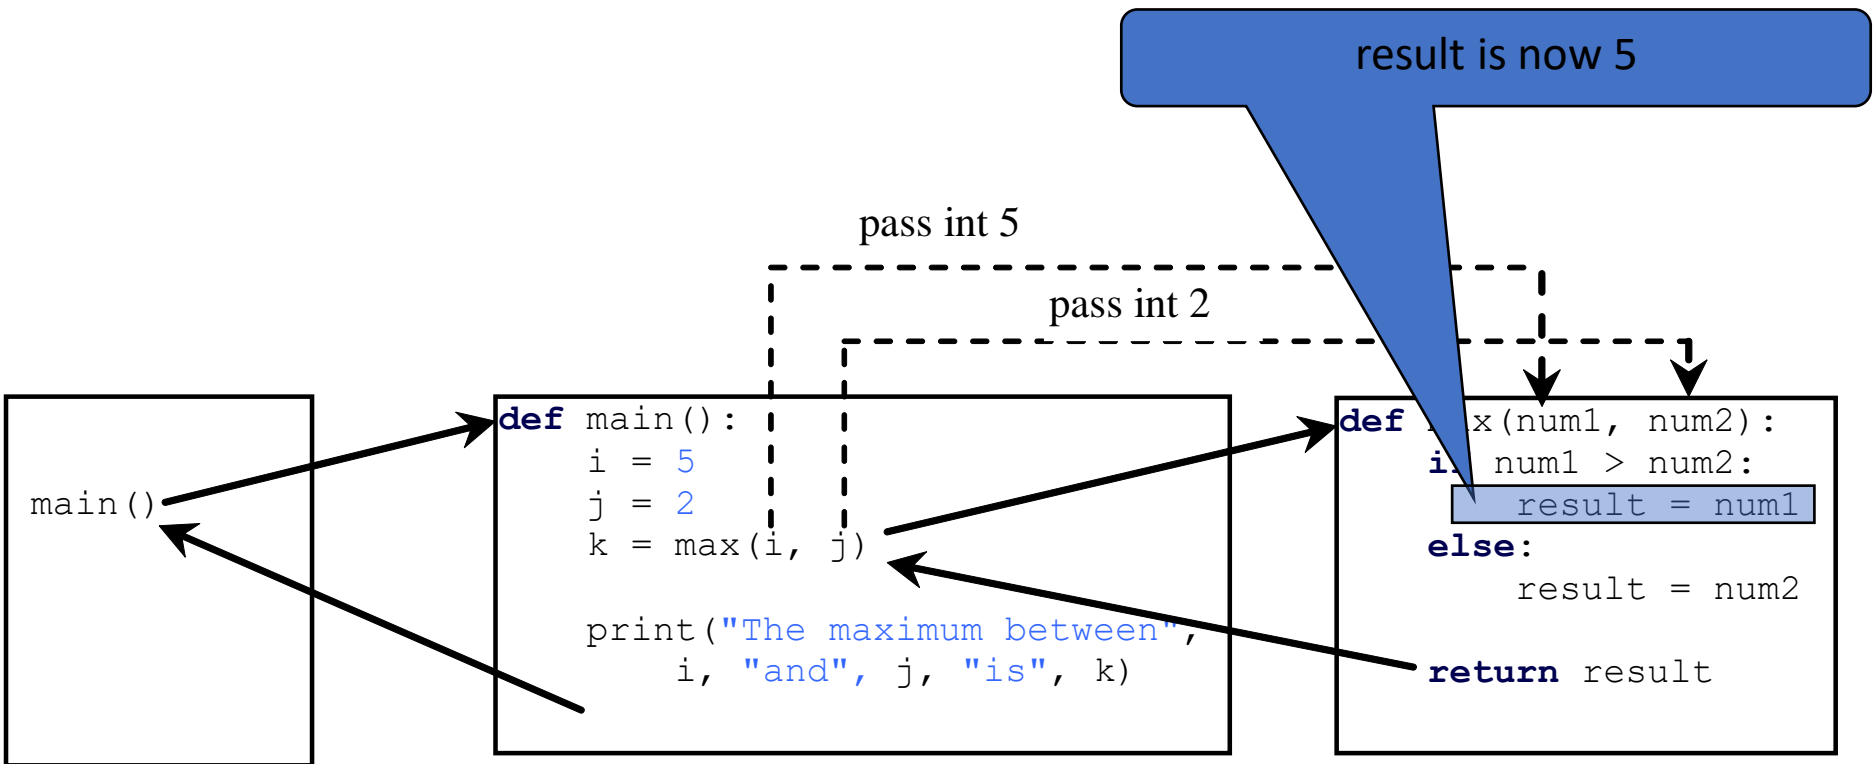 result is now 5
pass int 5
pass int 2
main()
def main():
    i = 5
    j = 2
    k = max(i, j)
    print("The maximum between",
        i, "and", j, "is", k)
def x(num1, num2):
    num1 > num2:
        result = num1
    else:
        result = num2
    return result